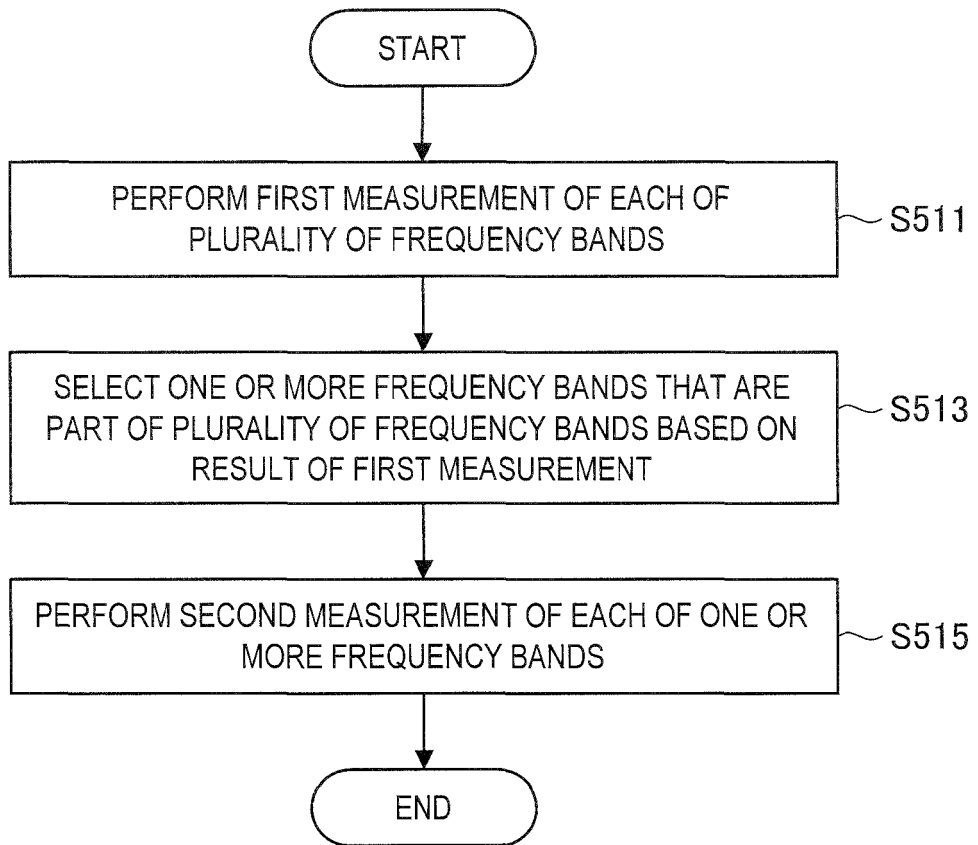 START
PERFORM FIRST MEASUREMENT OF EACH OF
PLURALITY OF FREQUENCY BANDS
S511
SELECT ONE OR MORE FREQUENCY BANDS THAT ARE
PART OF PLURALITY OF FREQUENCY BANDS BASED ON
RESULT OF FIRST MEASUREMENT
S513
PERFORM SECOND MEASUREMENT OF EACH OF ONE OR
MORE FREQUENCY BANDS
S515
END